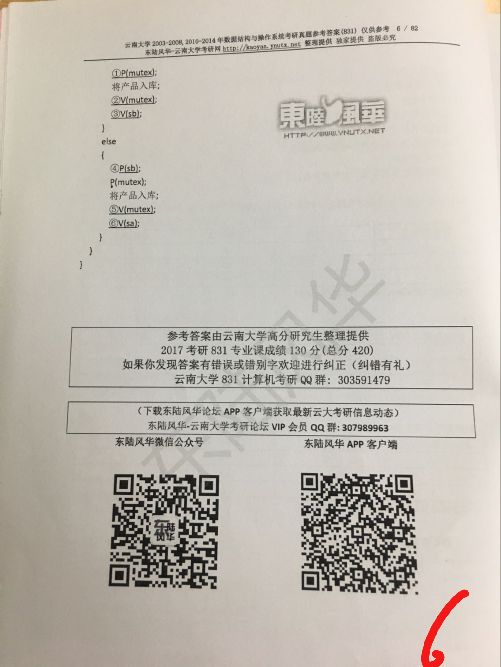 云南大学 2003-2008,2010-2014 年数据结构与操作系统考研真题参考答案(831) 仅供参考 6 / 82
东陆风华-云南大学考研网 http://kaoyan.ynutx.net 整理提供 独家提供 盗版必究
①P(mutex);
将产品入库;
②V(mutex);
③V(sb);
}
else
{
④P(sb);
P(mutex);
将产品入库;
⑤V(mutex);
⑥V(sa);
}
}
}
東陸風華
HTTP://WWW.YNUTX.NET
东陆风华
参考答案由云南大学高分研究生整理提供
2017 考研 831 专业课成绩 130 分(总分 420)
如果你发现答案有错误或错别字欢迎进行纠正（纠错有礼）
云南大学 831 计算机考研 QQ 群: 303591479
（下载东陆风华论坛 APP 客户端获取最新云大考研信息动态）
东陆风华-云南大学考研论坛 VIP 会员 QQ 群: 307989963
东陆风华微信公众号
东陆风华 APP 客户端
6